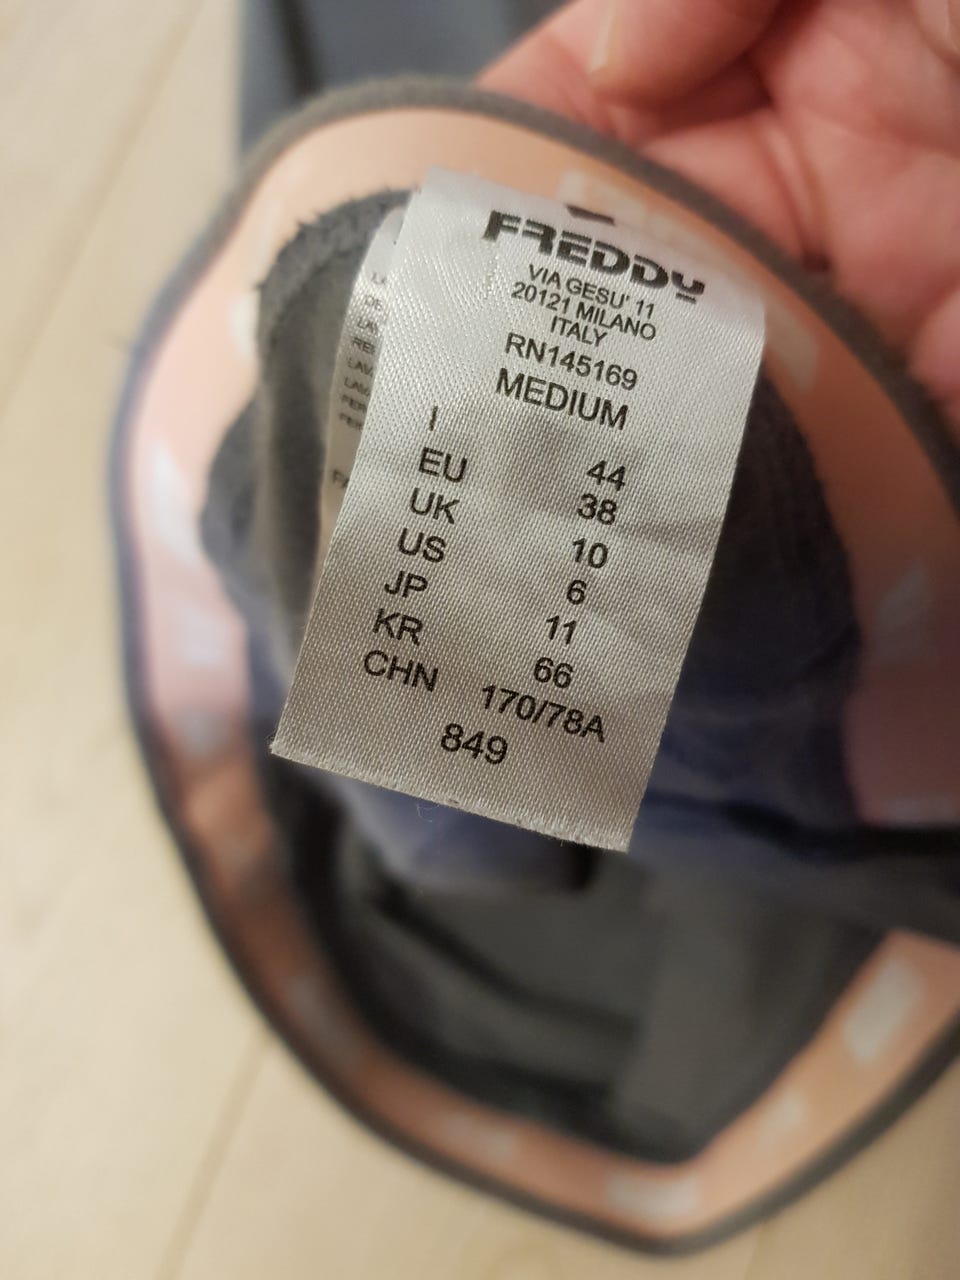 FREDDY
VIA GESU' 11
20121 MILANO
ITALY
RN145169
MEDIUM
I 44
EU 38
UK 10
US 6
JP 11
KR 66
CHN 170/78A
849